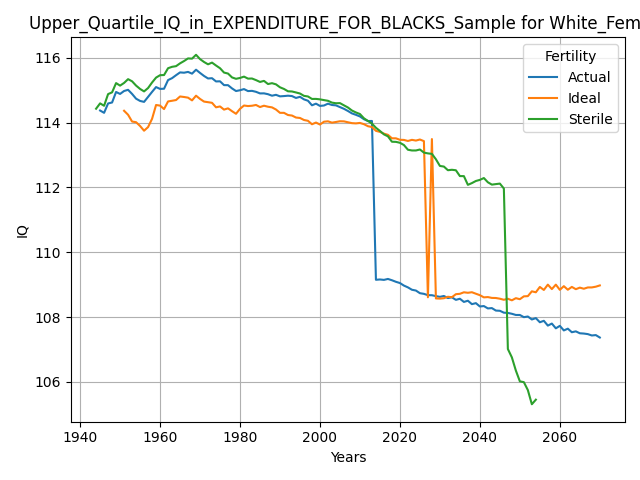 Upper_Quartile_IQ_in_EXPENDITURE_FOR_BLACKS_Sample for White_Fem
116
114
112
110
108
106
IQ
1940
1960
1980
2000
2020
2040
2060
Years
Fertility
Actual
Ideal
Sterile